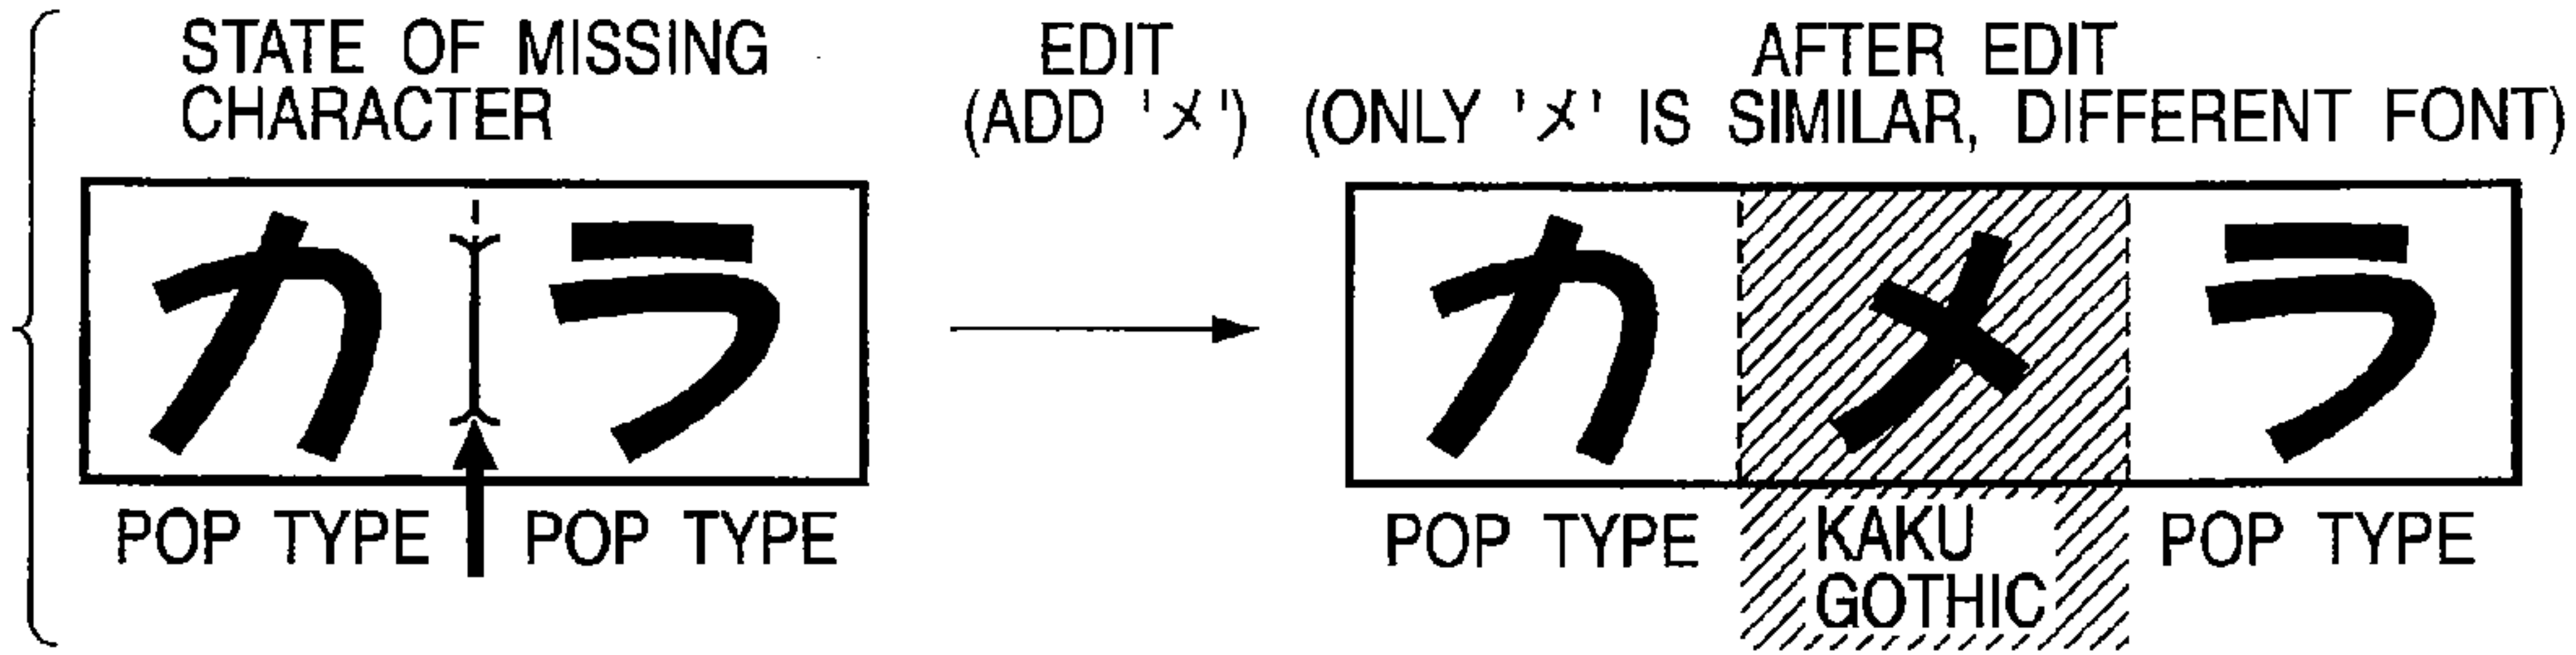 STATE OF MISSING
CHARACTER
カ ラ
POP TYPE POP TYPE
EDIT
(ADD 'メ')
AFTER EDIT
(ONLY 'メ' IS SIMILAR, DIFFERENT FONT)
カ メ ラ
POP TYPE KAKU
GOTHIC POP TYPE